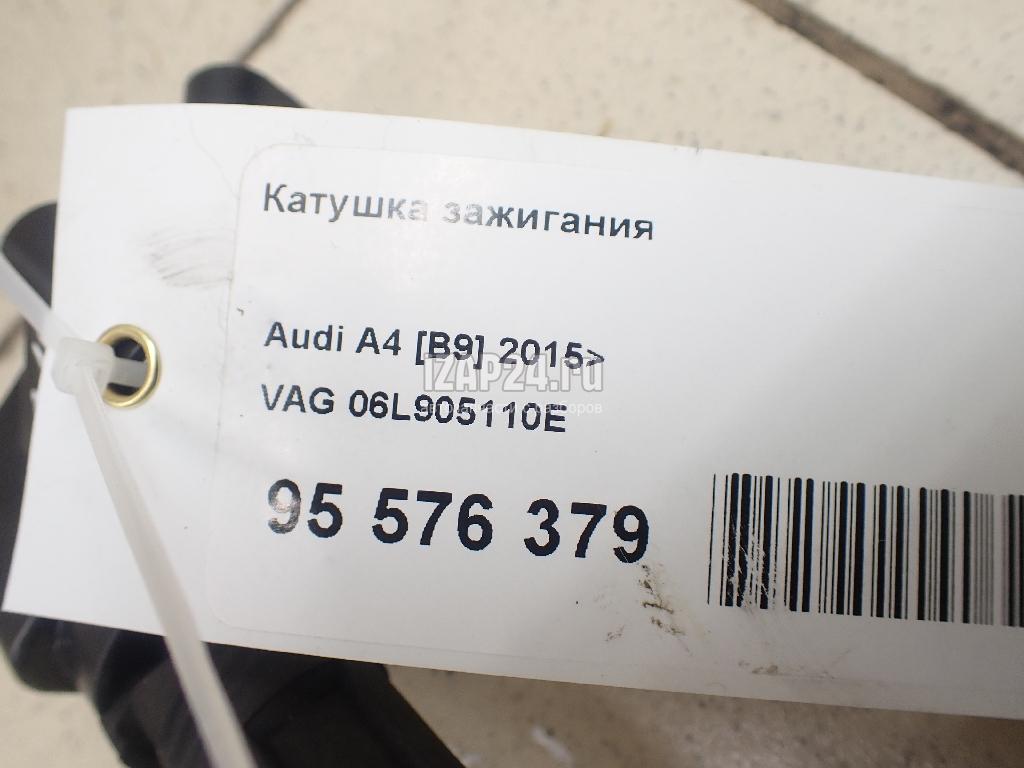 Катушка зажигания
Audi A4 [B9] 2015>
iZAP24.ru
VAG 06L905110E
95 576 379